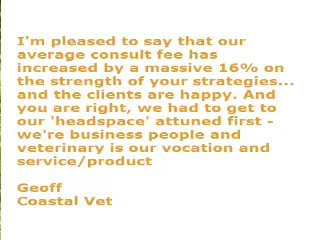 I'm pleased to say that our
average consult fee has
increased by a massive 16% on
the strength of your strategies...
and the clients are happy. And
you are right, we had to get to
our 'headspace' attuned first -
we're business people and
veterinary is our vocation and
service/product
Geoff
Coastal Vet